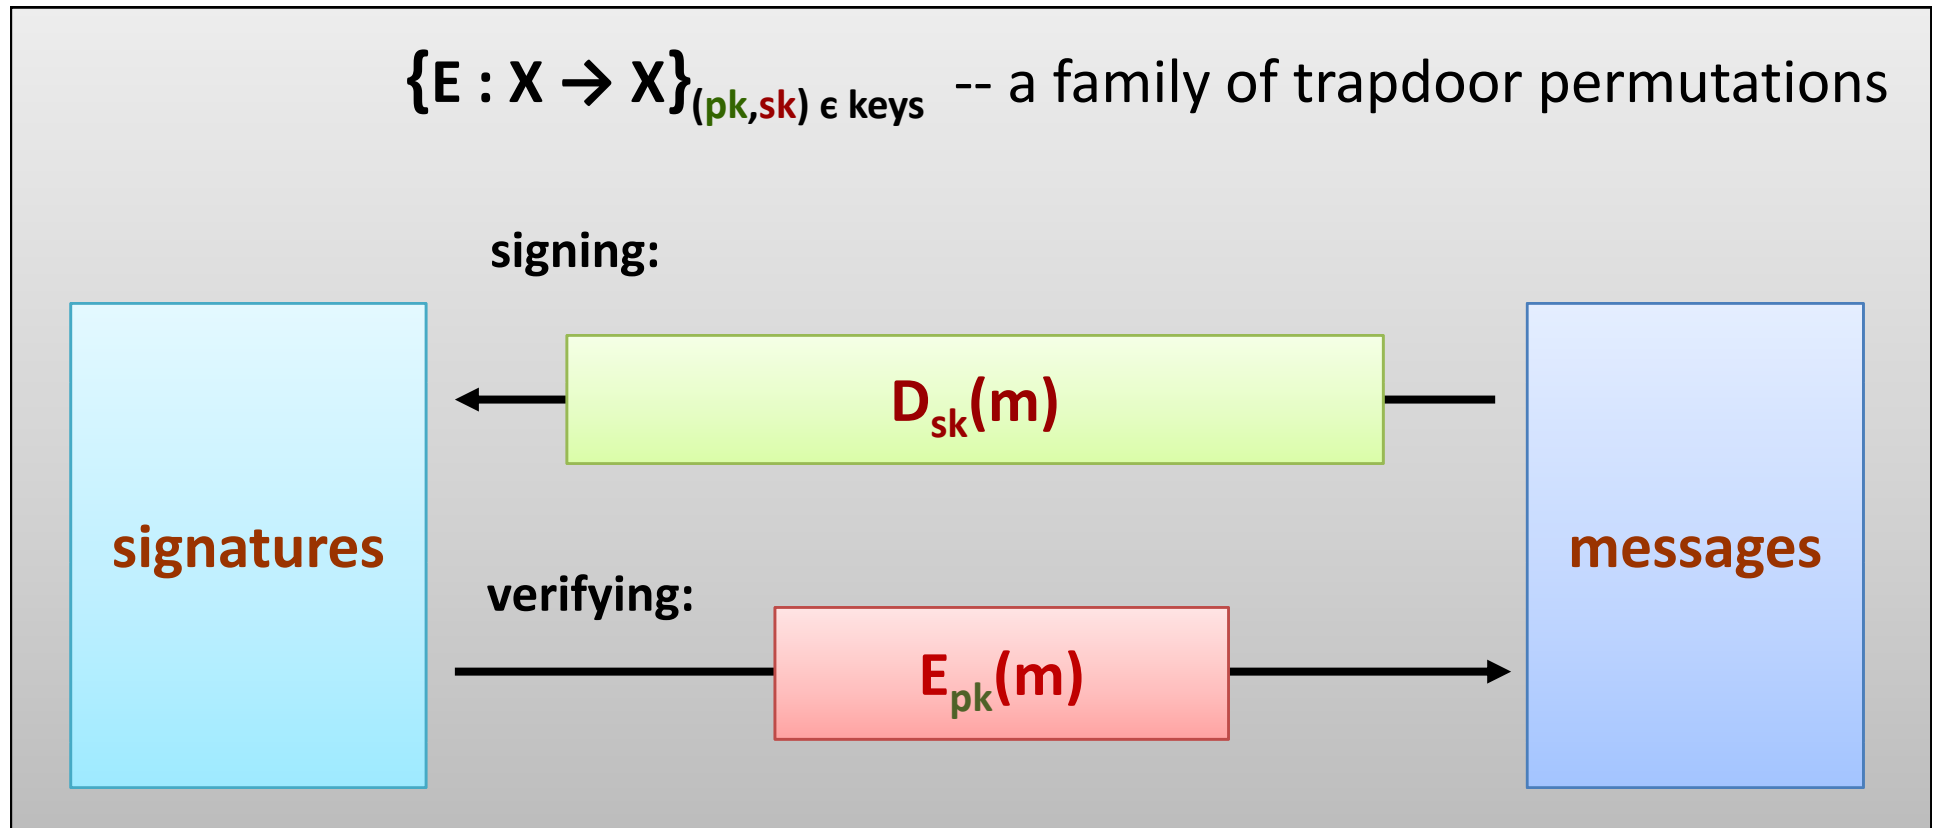 {E : X → X}(pk,sk) ϵ keys -- a family of trapdoor permutations
signing:
Dsk(m)
signatures
messages
verifying:
Epk(m)